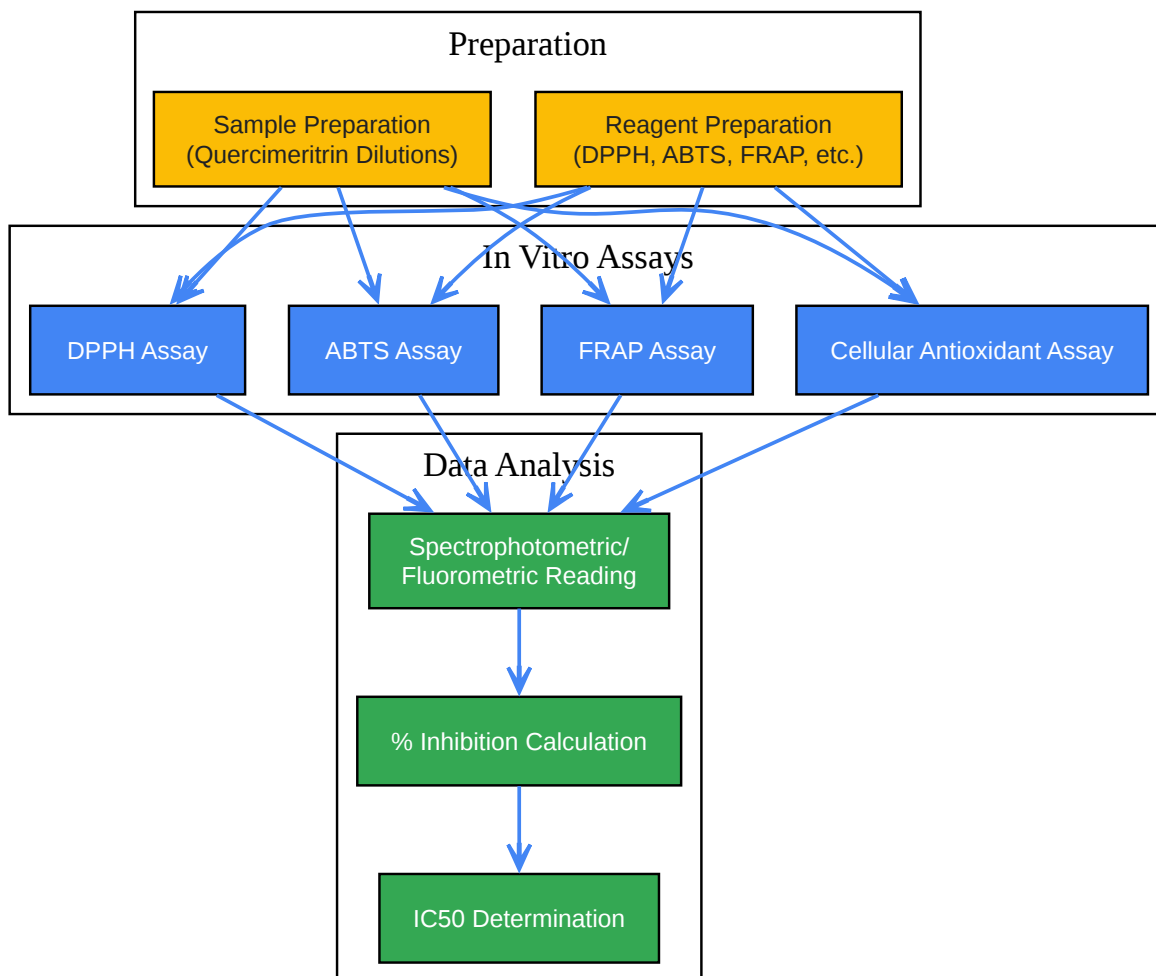 Preparation
Sample Preparation
(Quercimeritrin Dilutions)
Reagent Preparation
(DPPH, ABTS, FRAP, etc.)
In Vitro Assays
DPPH Assay
ABTS Assay
FRAP Assay
Cellular Antioxidant Assay
Data Analysis
Spectrophotometric/
Fluorometric Reading
% Inhibition Calculation
IC50 Determination